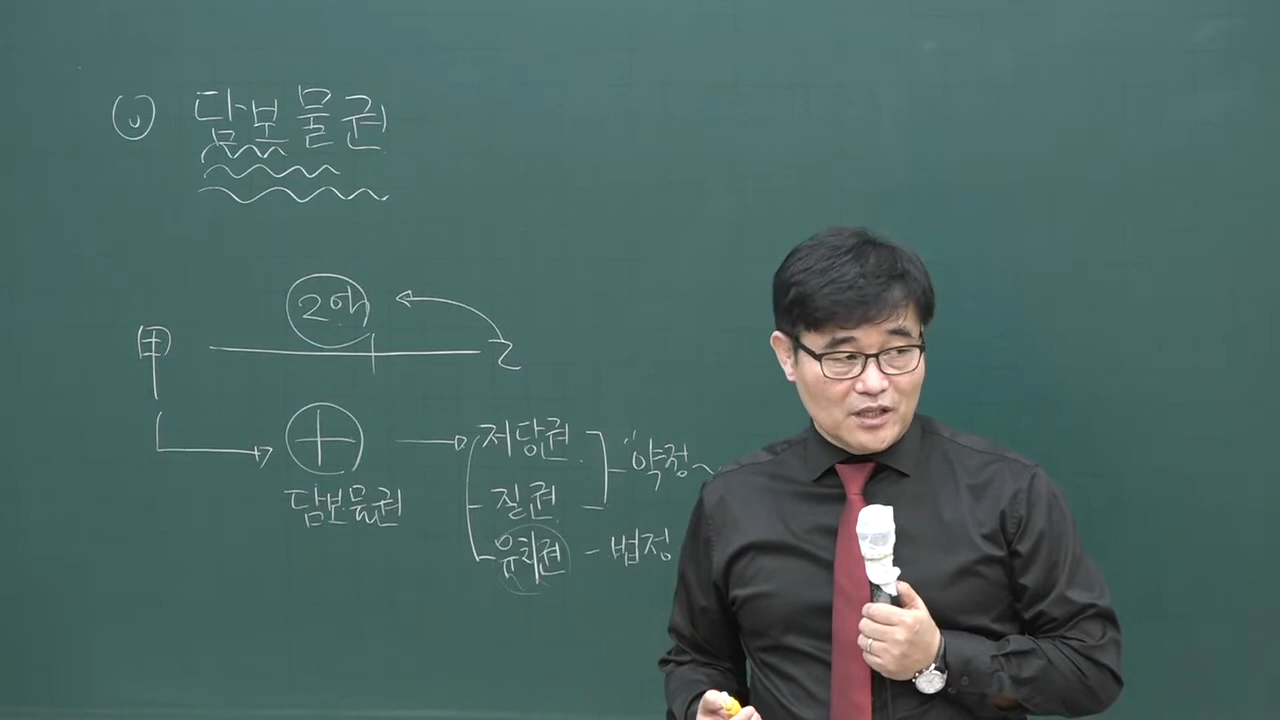 담보물권
2억
甲 乙
저당권
"약정~
질권
담보물권
유치권 - 법정